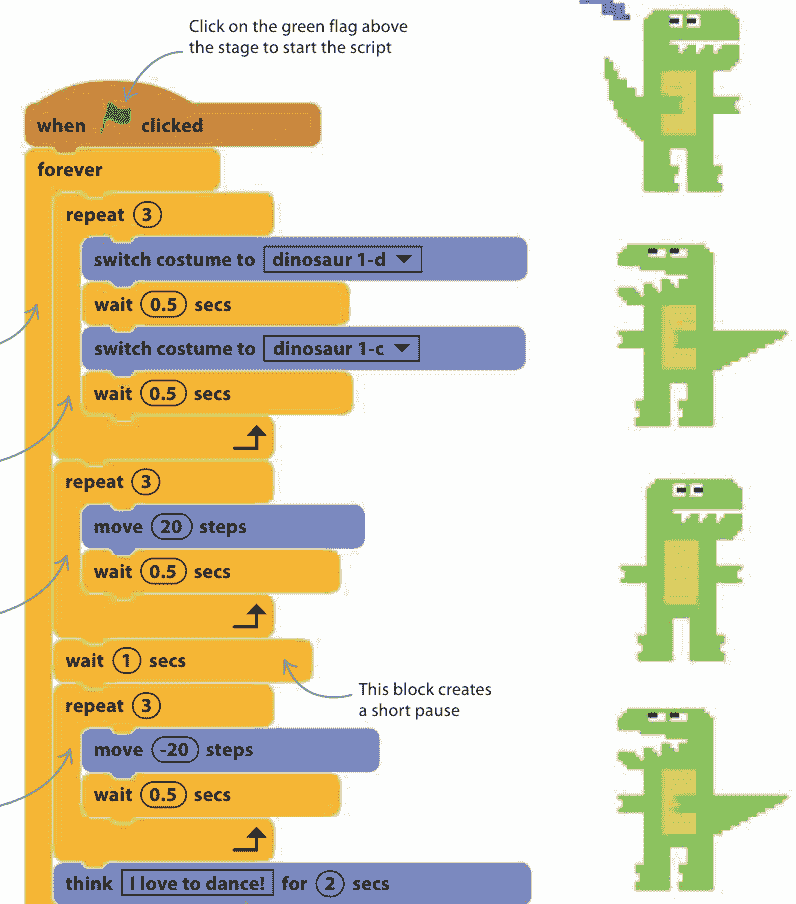 Click on the green flag above
the stage to start the script
when clicked
forever
repeat 3
switch costume to dinosaur 1-d
wait 0.5 secs
switch costume to dinosaur 1-c
wait 0.5 secs
repeat 3
move 20 steps
wait 0.5 secs
wait 1 secs
This block creates
a short pause
repeat 3
move -20 steps
wait 0.5 secs
think I love to dance! for 2 secs